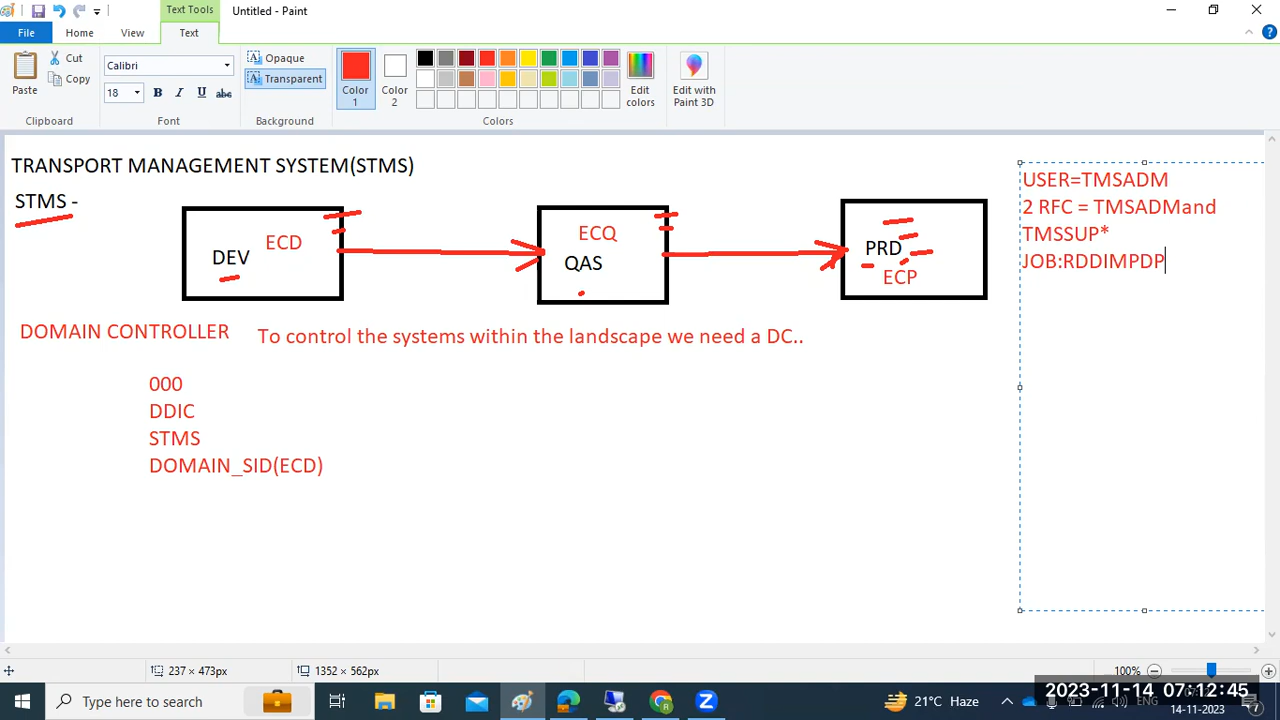 Text Tools
Untitled - Paint
File
Home
View
Text
Paste
Cut
Copy
Calibri
18
B I U abc
Opaque
Transparent
Color 1
Color 2
Edit colors
Edit with Paint 3D
Clipboard
Font
Background
Colors
TRANSPORT MANAGEMENT SYSTEM(STMS)
STMS -
DEV
ECD
ECQ
QAS
PRD
ECP
USER=TMSADM
2 RFC = TMSADMand
TMSSUP*
JOB:RDDIMPDP
DOMAIN CONTROLLER
To control the systems within the landscape we need a DC..
000
DDIC
STMS
DOMAIN_SID(ECD)
237 × 473px
1352 × 562px
100%
Type here to search
21°C Haze
ENG
2023-11-14 07:12:45
14-11-2023